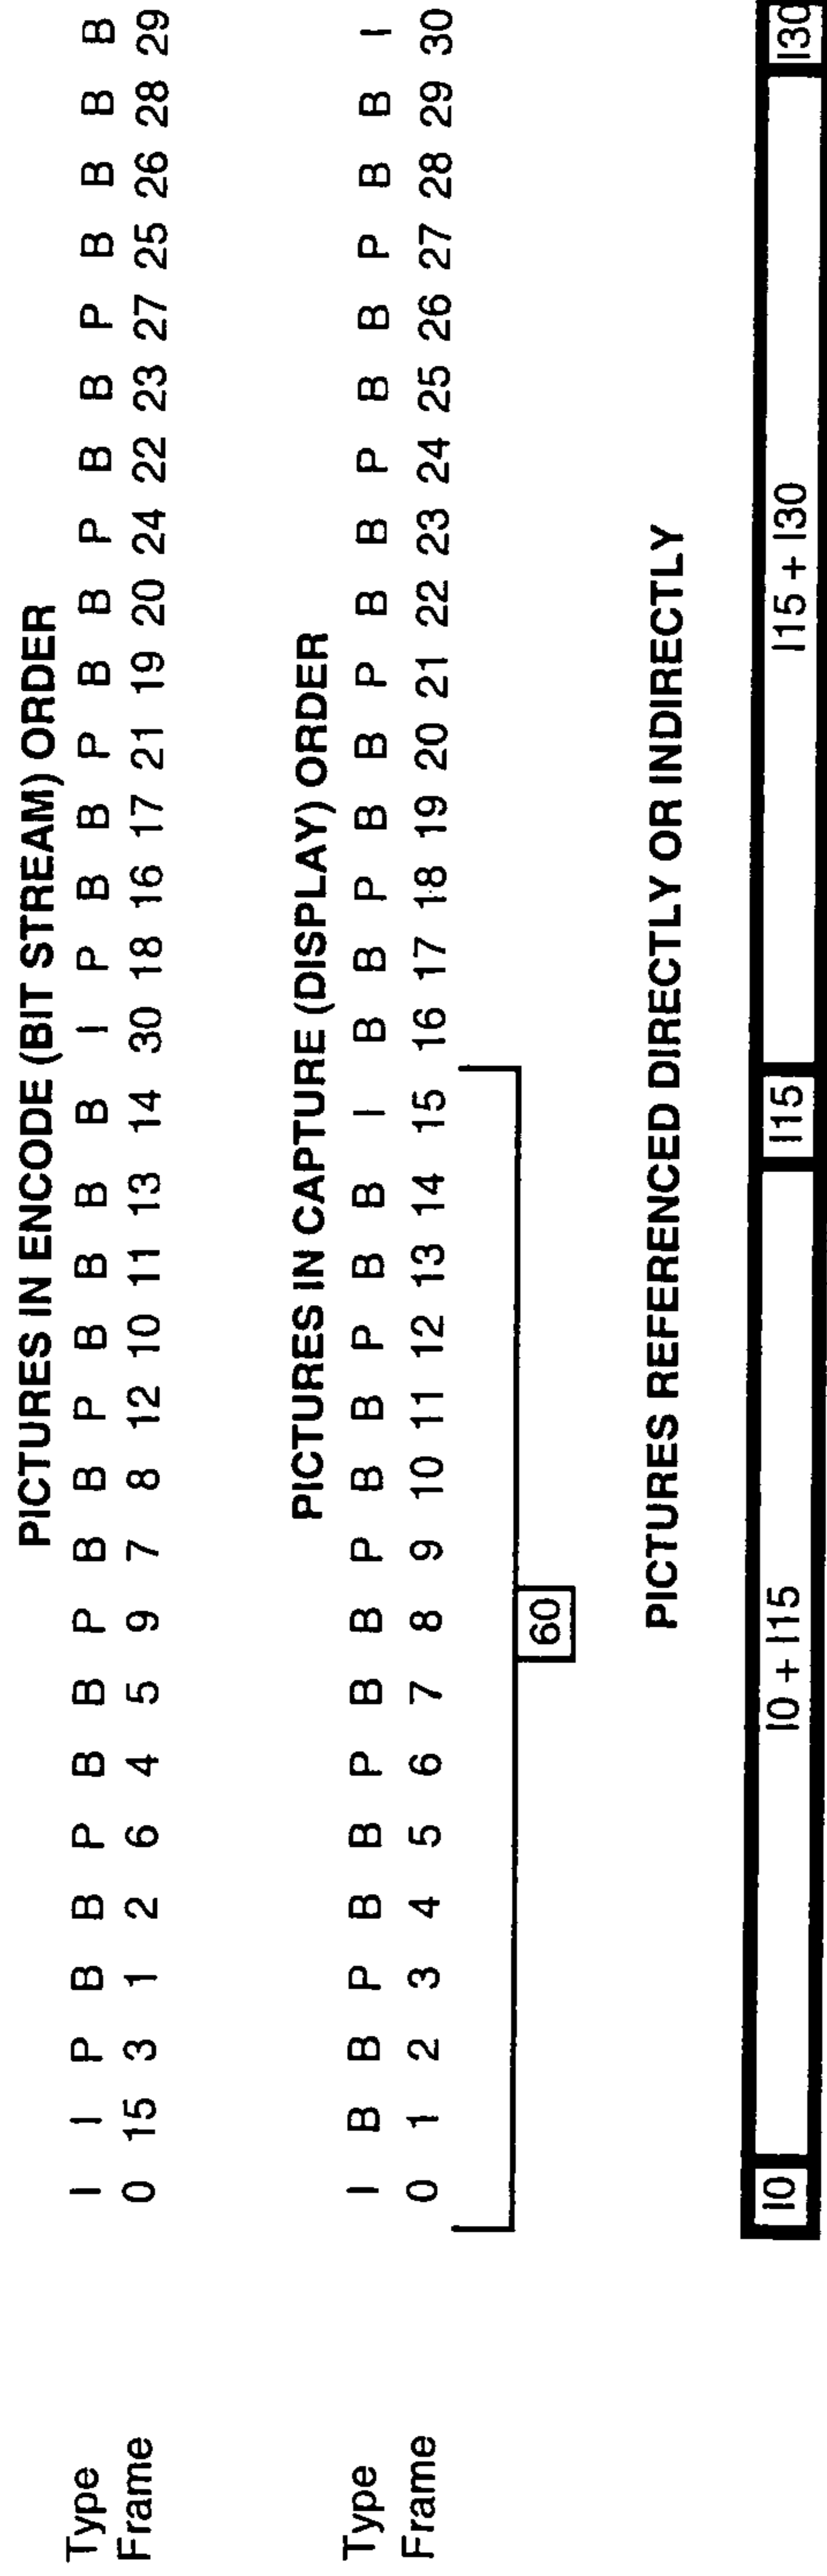 PICTURES IN ENCODE (BIT STREAM) ORDER
Type I I P B B P B B P B B P B B B B I P B B P B B P B B P B B B B
Frame 0 15 3 1 2 6 4 5 9 7 8 12 10 11 13 14 30 18 16 17 21 19 20 24 22 23 27 25 26 28 29
PICTURES IN CAPTURE (DISPLAY) ORDER
Type I B B P B B P B B P B B P B B I B B P B B P B B P B B P B B I
Frame 0 1 2 3 4 5 6 7 8 9 10 11 12 13 14 15 16 17 18 19 20 21 22 23 24 25 26 27 28 29 30
60
PICTURES REFERENCED DIRECTLY OR INDIRECTLY
I0 I0 + I15 I15 I15 + I30 I30